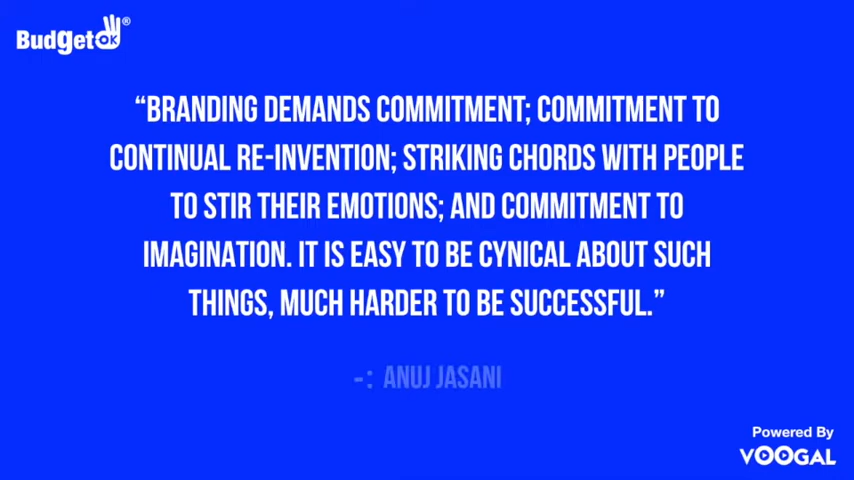 BudgetOK®
“BRANDING DEMANDS COMMITMENT; COMMITMENT TO
CONTINUAL RE-INVENTION; STRIKING CHORDS WITH PEOPLE
TO STIR THEIR EMOTIONS; AND COMMITMENT TO
IMAGINATION. IT IS EASY TO BE CYNICAL ABOUT SUCH
THINGS, MUCH HARDER TO BE SUCCESSFUL.”
-: ANUJ JASANI
Powered By
VOOGAL